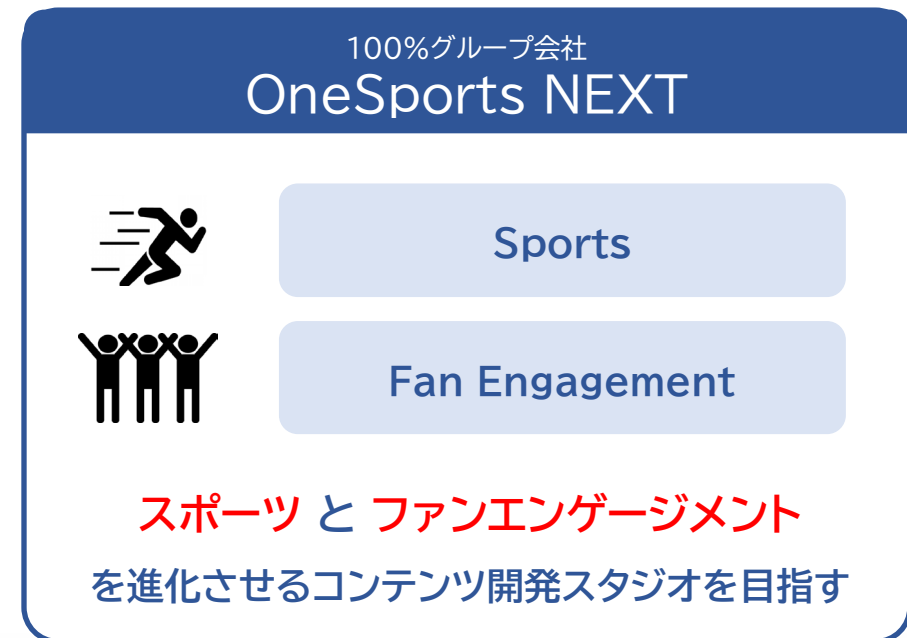 100%グループ会社
OneSports NEXT
Sports
Fan Engagement
スポーツ と ファンエンゲージメント
を進化させるコンテンツ開発スタジオを目指す